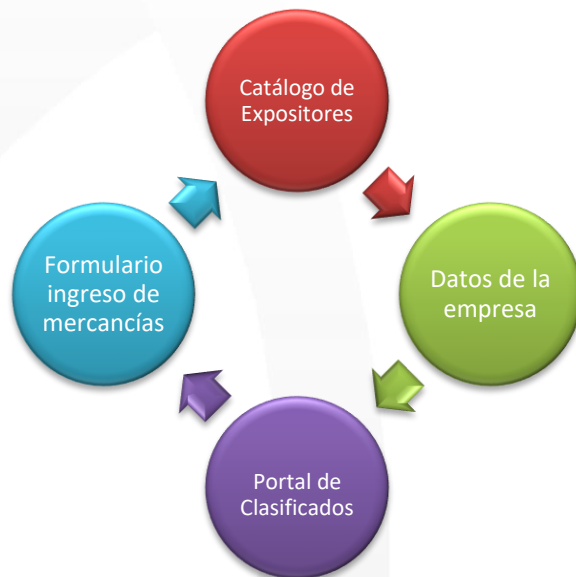 Catálogo de
Expositores
Datos de la
empresa
Portal de
Clasificados
Formulario
ingreso de
mercancías